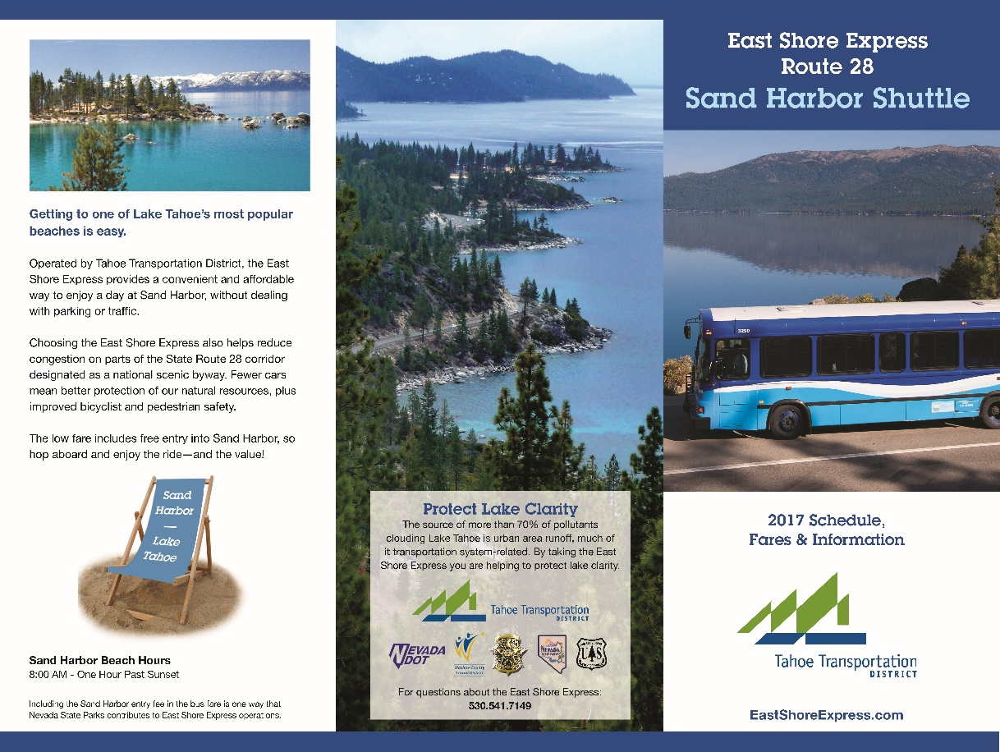 Getting to one of Lake Tahoe's most popular
beaches is easy.
Operated by Tahoe Transportation District, the East
Shore Express provides a convenient and affordable
way to enjoy a day at Sand Harbor, without dealing
with parking or traffic.
Choosing the East Shore Express also helps reduce
congestion on parts of the State Route 28 corridor
designated as a national scenic byway. Fewer cars
mean better protection of our natural resources, plus
improved bicyclist and pedestrian safety.
The low fare includes free entry into Sand Harbor, so
hop aboard and enjoy the ride—and the value!
Sand
Harbor
—
Lake
Tahoe
Sand Harbor Beach Hours
8:00 AM - One Hour Past Sunset
Including the Sand Harbor entry fee in the bus fare is one way that
Nevada State Parks contributes to East Shore Express operations.
Protect Lake Clarity
The source of more than 70% of pollutants
clouding Lake Tahoe is urban area runoff, much of
it transportation system-related. By taking the East
Shore Express you are helping to protect lake clarity.
Tahoe Transportation
DISTRICT
NEVADA
DOT
Washoe County
School District
NEVADA
STATE PARKS
UAS
For questions about the East Shore Express:
530.541.7149
East Shore Express
Route 28
Sand Harbor Shuttle
3290
2017 Schedule,
Fares & Information
Tahoe Transportation
DISTRICT
EastShoreExpress.com